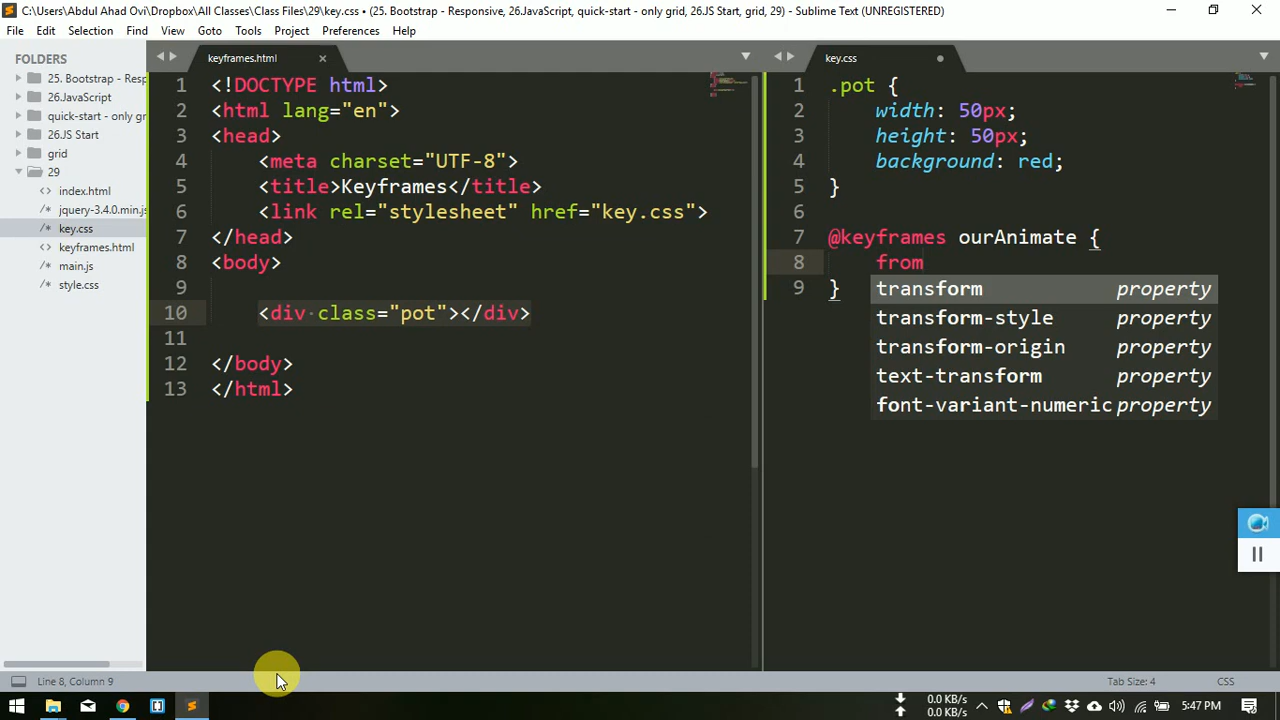 C:\Users\Abdul Ahad Ovi\Dropbox\All Classes\Class Files\29\key.css • (25. Bootstrap - Responsive, 26.JavaScript, quick-start - only grid, 26.JS Start, grid, 29) - Sublime Text (UNREGISTERED)
File Edit Selection Find View Goto Tools Project Preferences Help
FOLDERS
25. Bootstrap - Resp
26.JavaScript
quick-start - only gr
26.JS Start
grid
29
index.html
/* jquery-3.4.0.min.js
/* key.css
keyframes.html
/* main.js
/* style.css
keyframes.html
1 <!DOCTYPE html>
2 <html lang="en">
3 <head>
4 <meta charset="UTF-8">
5 <title>Keyframes</title>
6 <link rel="stylesheet" href="key.css">
7 </head>
8 <body>
9
10 <div class="pot"></div>
11
12 </body>
13 </html>
key.css
1 .pot {
2 width: 50px;
3 height: 50px;
4 background: red;
5 }
6
7 @keyframes ourAnimate {
8 from
9 }
transform property
transform-style property
transform-origin property
text-transform property
font-variant-numeric property
Line 8, Column 9
Tab Size: 4
CSS
0.0 KB/s
0.0 KB/s
5:47 PM